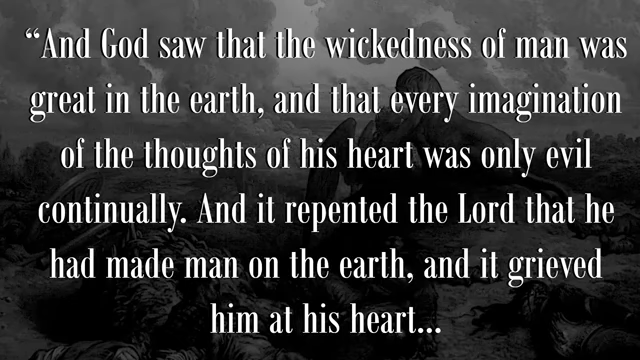 “And God saw that the wickedness of man was
great in the earth, and that every imagination
of the thoughts of his heart was only evil
continually. And it repented the Lord that he
had made man on the earth, and it grieved
him at his heart...